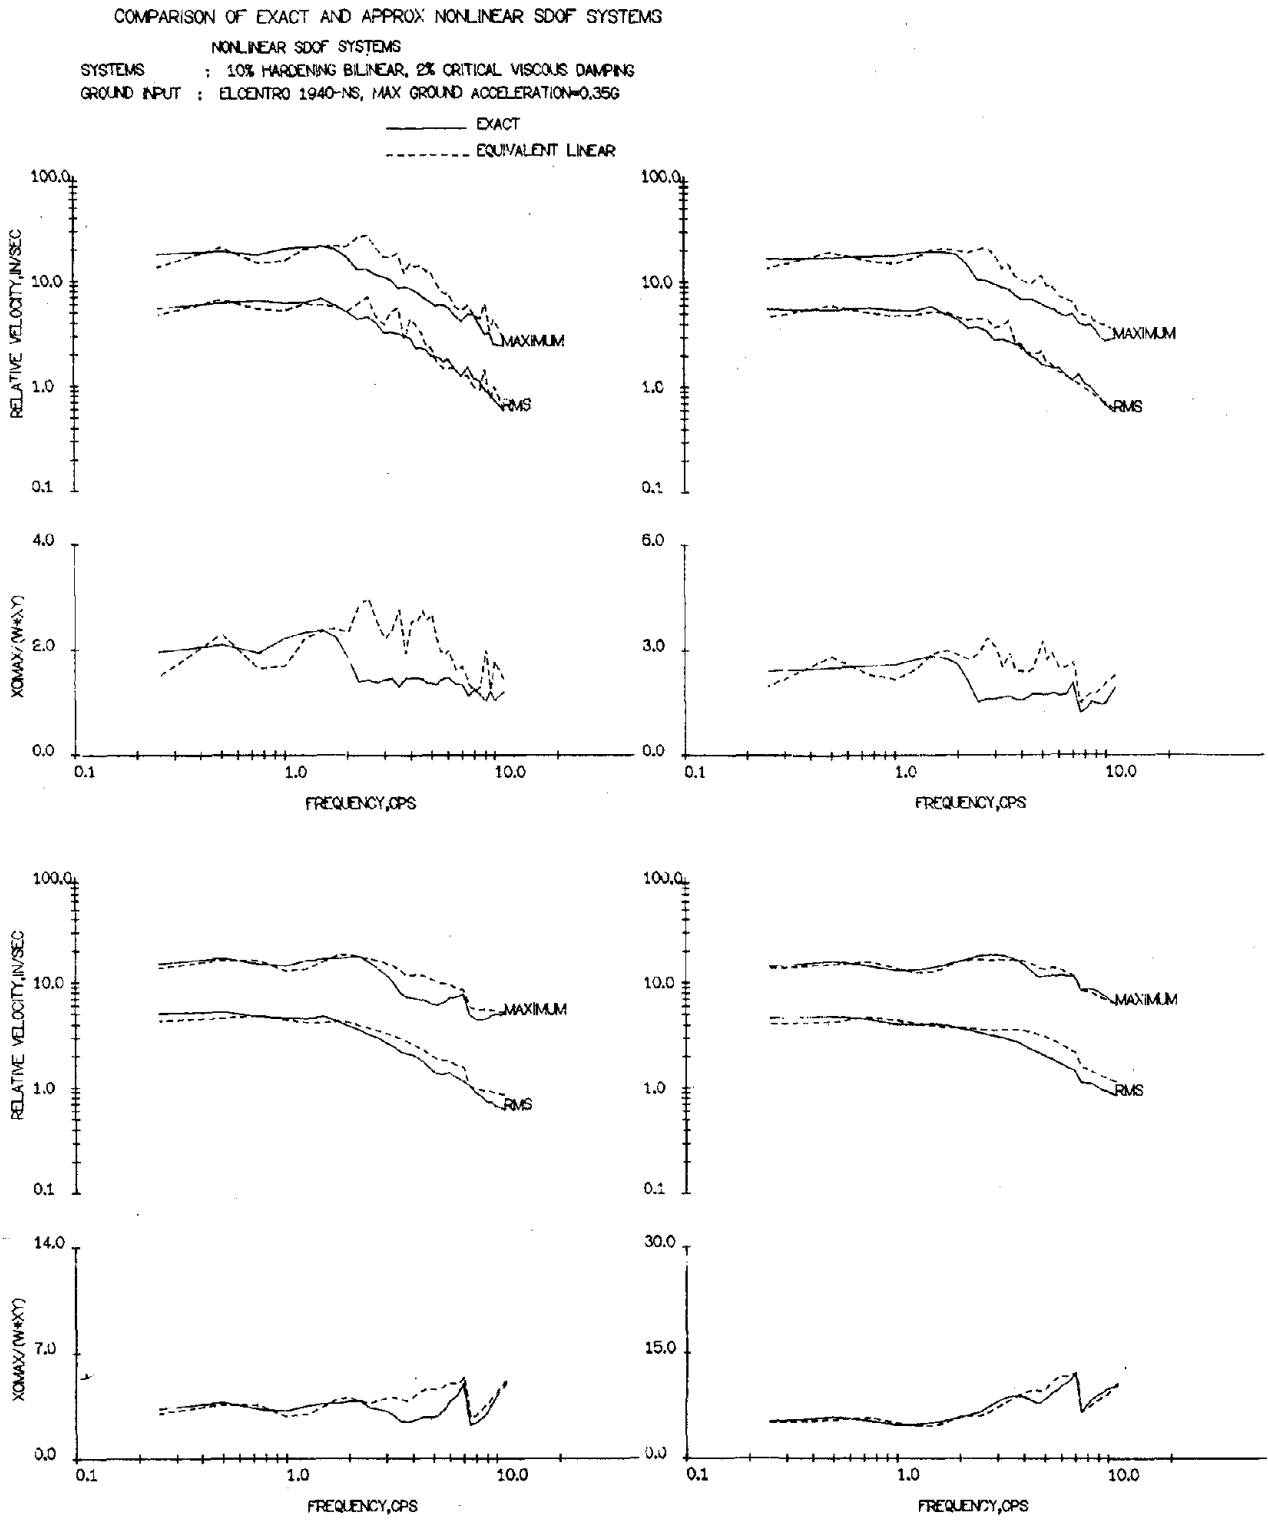 COMPARISON OF EXACT AND APPROX NONLINEAR SDOF SYSTEMS
NONLINEAR SDOF SYSTEMS
SYSTEMS : 10% HARDENING BILINEAR, 2% CRITICAL VISCOUS DAMPING
GROUND INPUT : ELCENTRO 1940-NS, MAX GROUND ACCELERATION=0.35G
EXACT
EQUIVALENT LINEAR
100.0
10.0
1.0
0.1
RELATIVE VELOCITY,IN/SEC
MAXIMUM
RMS
4.0
2.0
0.0
XOMAX/(W*XY)
0.1 1.0 10.0
FREQUENCY,CPS
100.0
10.0
1.0
0.1
MAXIMUM
RMS
6.0
3.0
0.0
0.1 1.0 10.0
FREQUENCY,CPS
100.0
10.0
1.0
0.1
RELATIVE VELOCITY,IN/SEC
MAXIMUM
RMS
14.0
7.0
0.0
XOMAX/(W*XY)
0.1 1.0 10.0
FREQUENCY,CPS
100.0
10.0
1.0
0.1
MAXIMUM
RMS
30.0
15.0
0.0
0.1 1.0 10.0
FREQUENCY,CPS